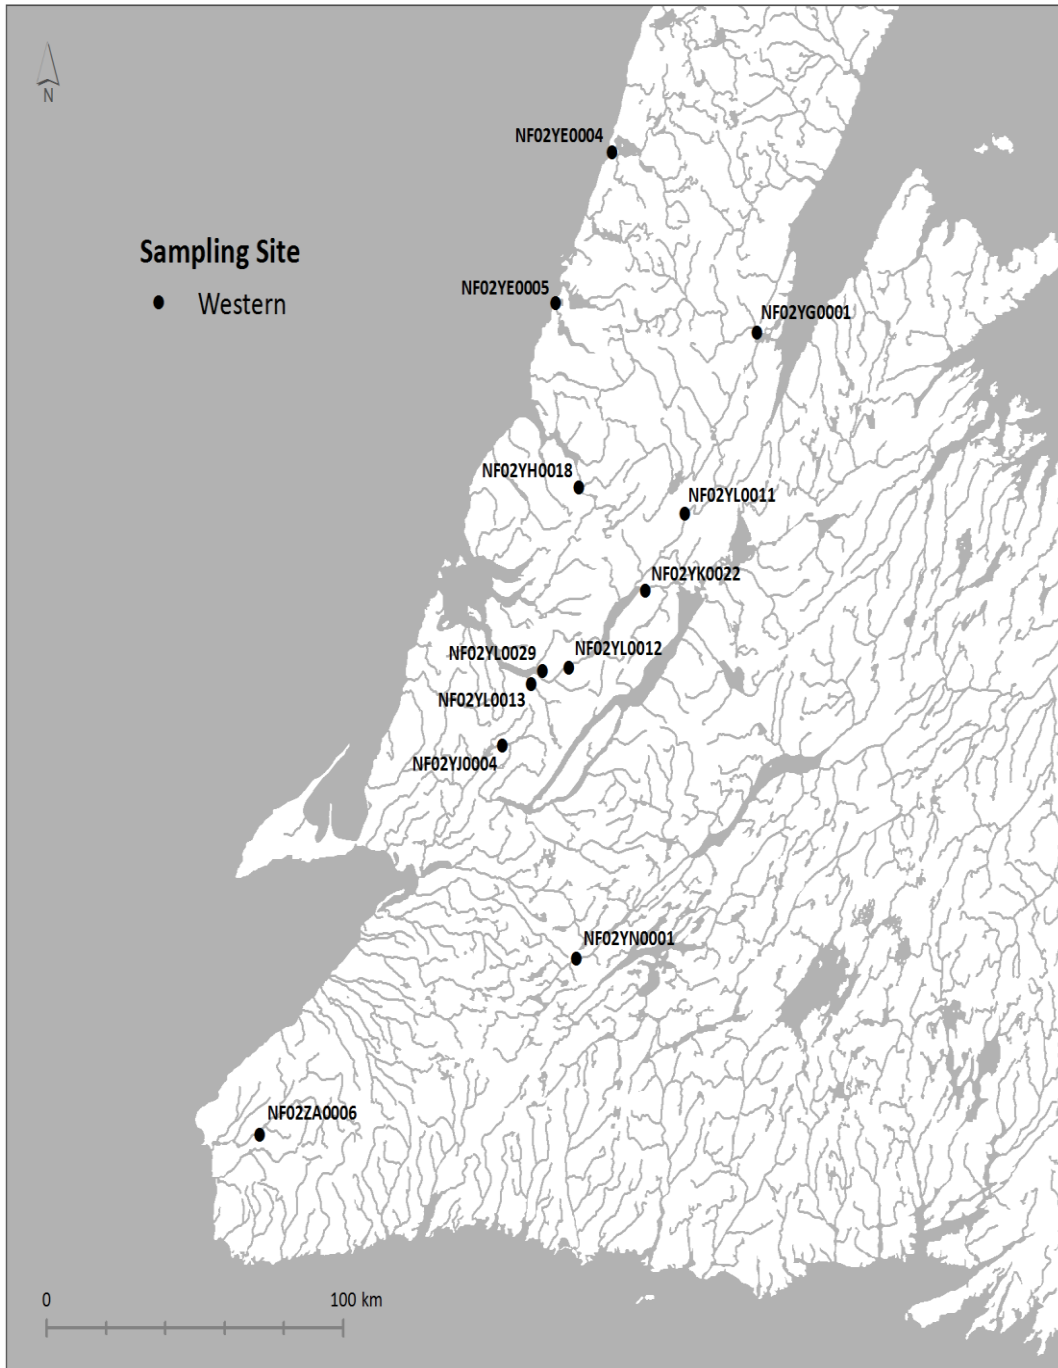 N
NF02YE0004
Sampling Site
Western
NF02YE0005
NF02YG0001
NF02YH0018
NF02YL0011
NF02YK0022
NF02YL0029
NF02YL0012
NF02YL0013
NF02YJ0004
NF02YN0001
NF02ZA0006
0 100 km